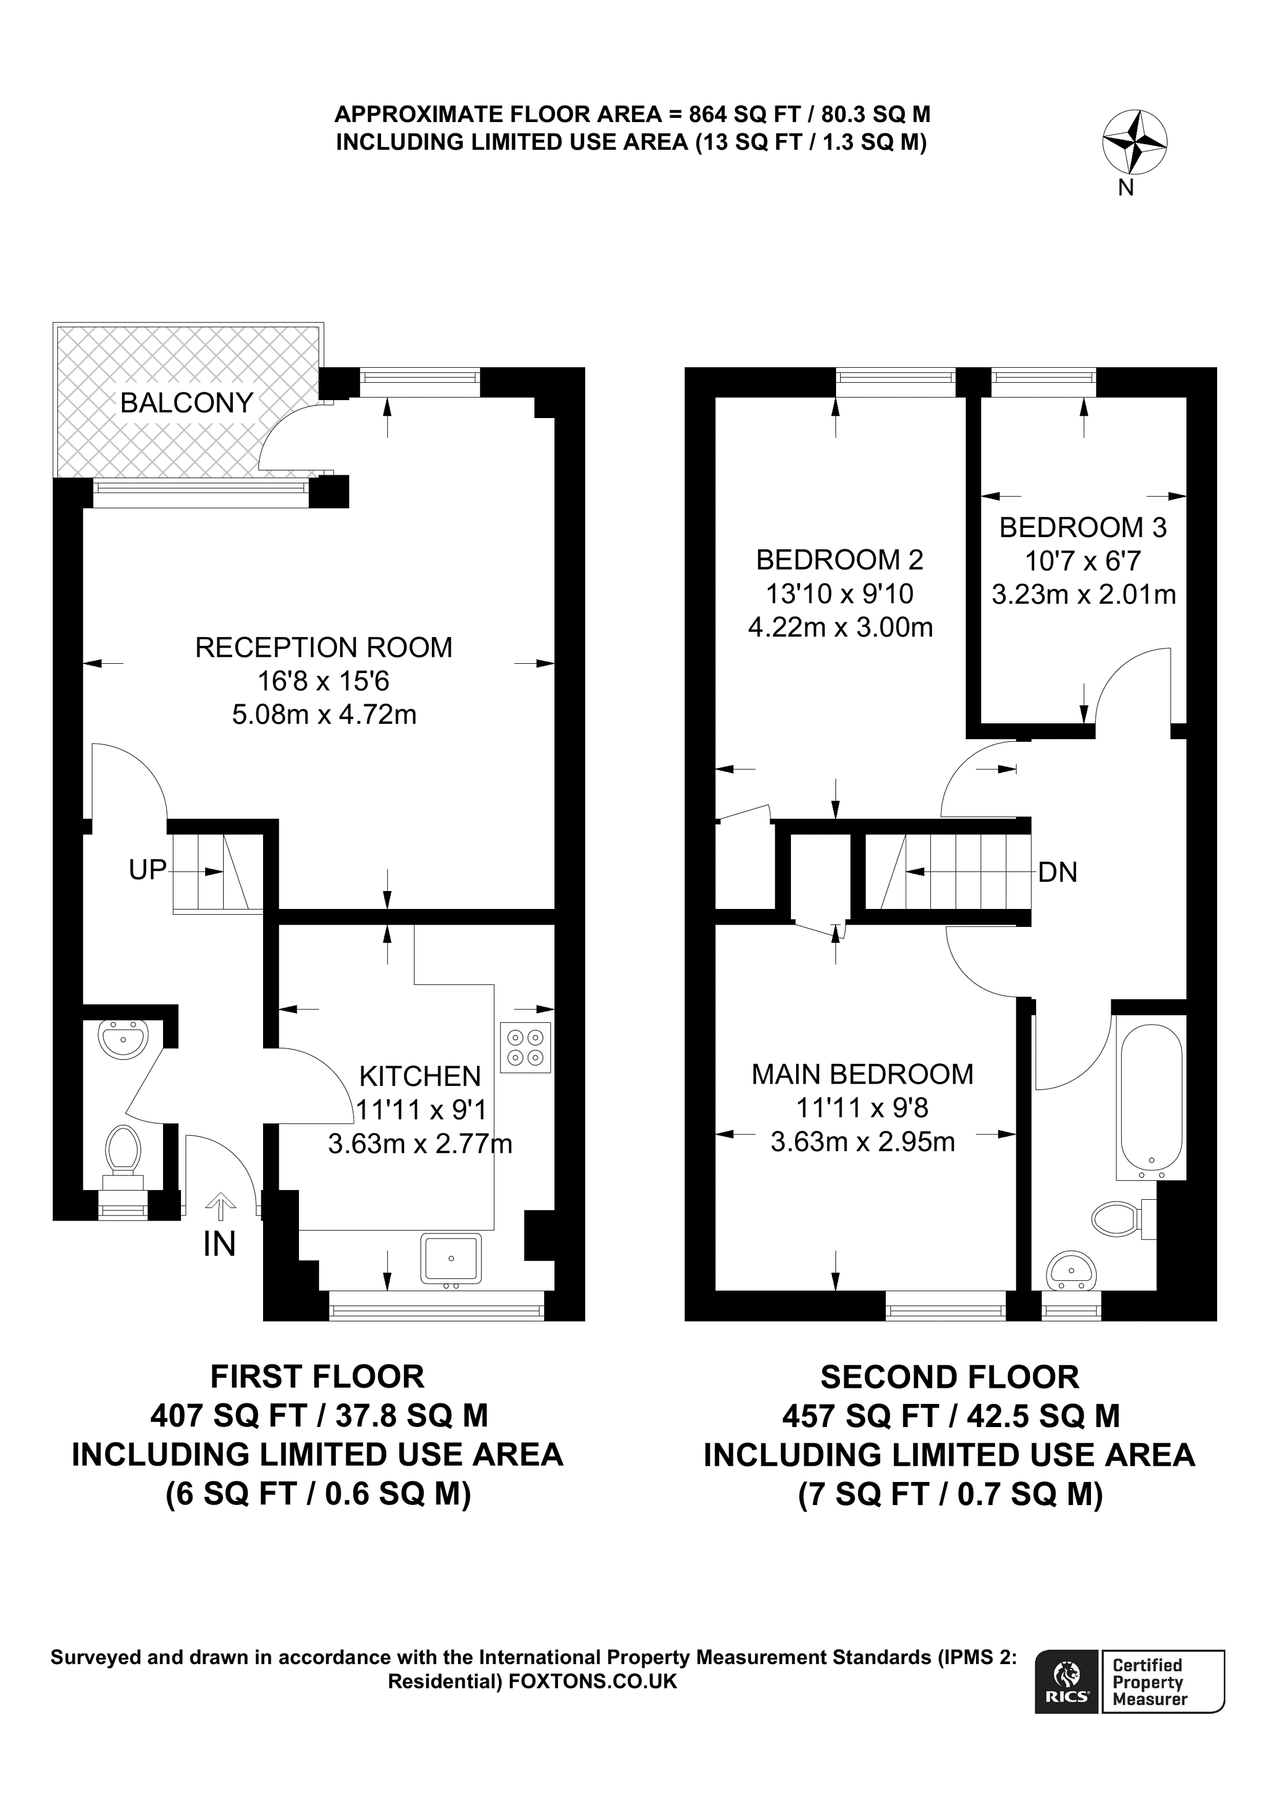 APPROXIMATE FLOOR AREA = 864 SQ FT / 80.3 SQ M
INCLUDING LIMITED USE AREA (13 SQ FT / 1.3 SQ M)
N
BALCONY
RECEPTION ROOM
16'8 x 15'6
5.08m x 4.72m
UP
KITCHEN
11'11 x 9'1
3.63m x 2.77m
IN
BEDROOM 2
13'10 x 9'10
4.22m x 3.00m
BEDROOM 3
10'7 x 6'7
3.23m x 2.01m
DN
MAIN BEDROOM
11'11 x 9'8
3.63m x 2.95m
FIRST FLOOR
407 SQ FT / 37.8 SQ M
INCLUDING LIMITED USE AREA
(6 SQ FT / 0.6 SQ M)
SECOND FLOOR
457 SQ FT / 42.5 SQ M
INCLUDING LIMITED USE AREA
(7 SQ FT / 0.7 SQ M)
Surveyed and drawn in accordance with the International Property Measurement Standards (IPMS 2:
Residential) FOXTONS.CO.UK
RICS
Certified
Property
Measurer